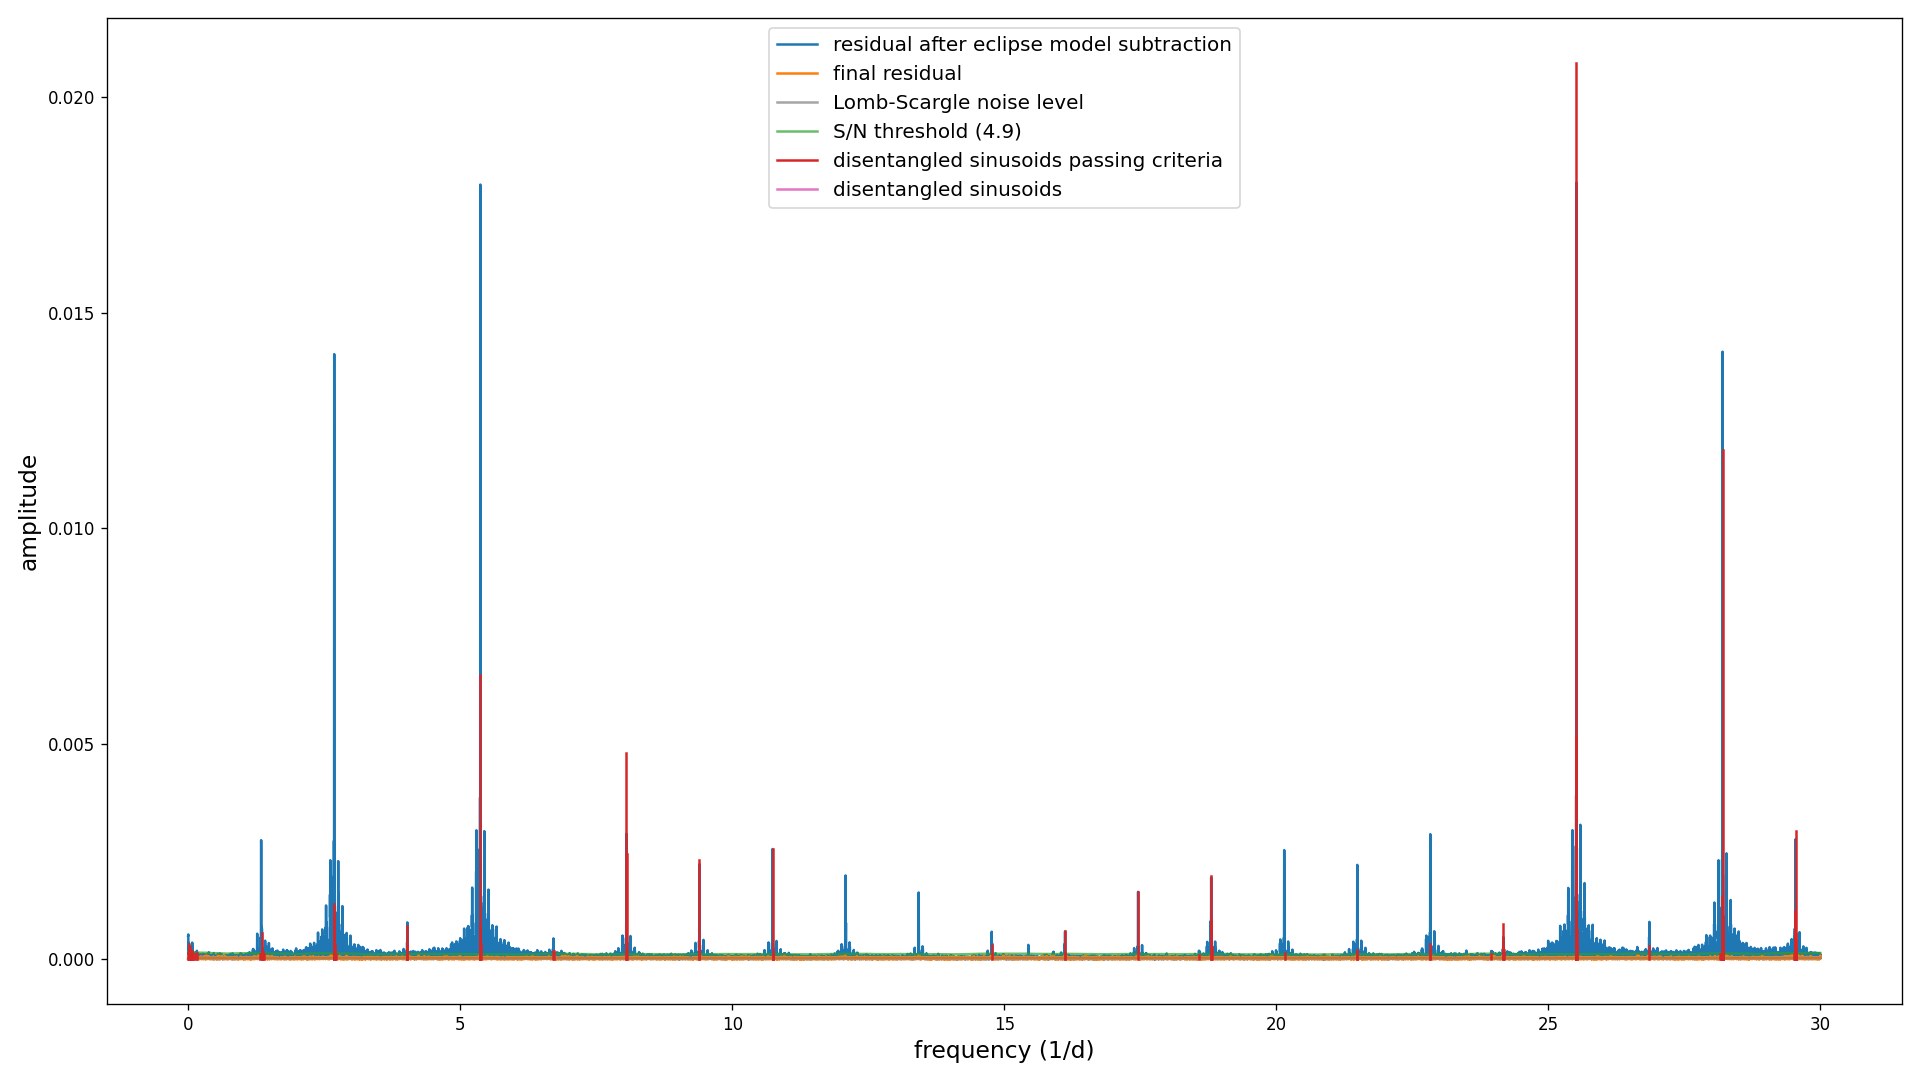 residual after eclipse model subtraction
final residual
Lomb-Scargle noise level
S/N threshold (4.9)
disentangled sinusoids passing criteria
disentangled sinusoids
0.020
0.015
0.010
0.005
0.000
amplitude
0 5 10 15 20 25 30
frequency (1/d)